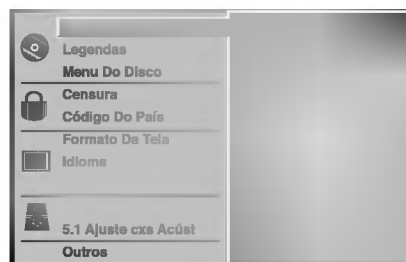 Legendas
Menu Do Disco
Censura
Código Do País
Formato Da Tela
Idioma
5.1 Ajuste cxs Acúst
Outros